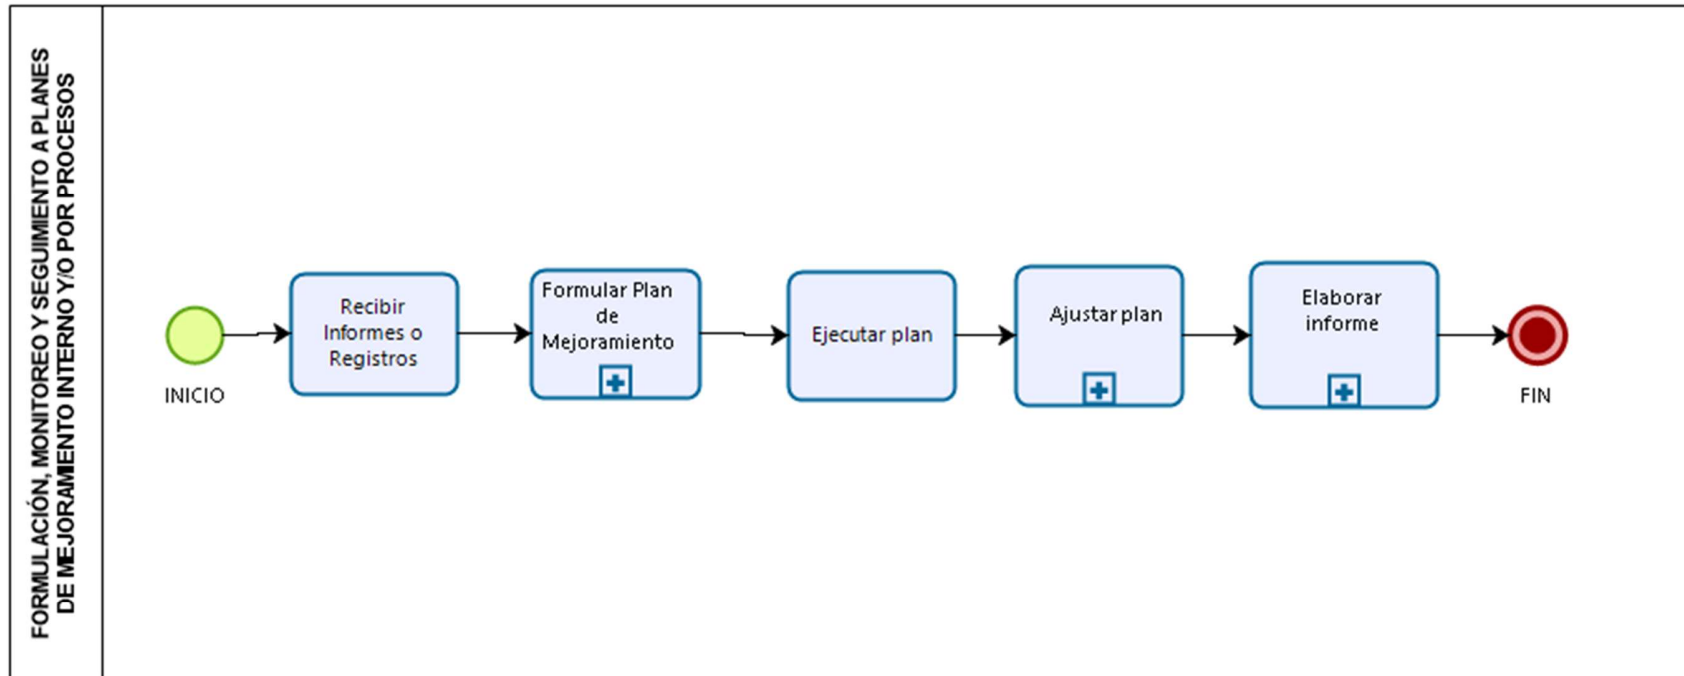 FORMULACIÓN, MONITOREO Y SEGUIMIENTO A PLANES
DE MEJORAMIENTO INTERNO Y/O POR PROCESOS
INICIO
Recibir
Informes o
Registros
Formular Plan
de
Mejoramiento
Ejecutar plan
Ajustar plan
Elaborar
informe
FIN